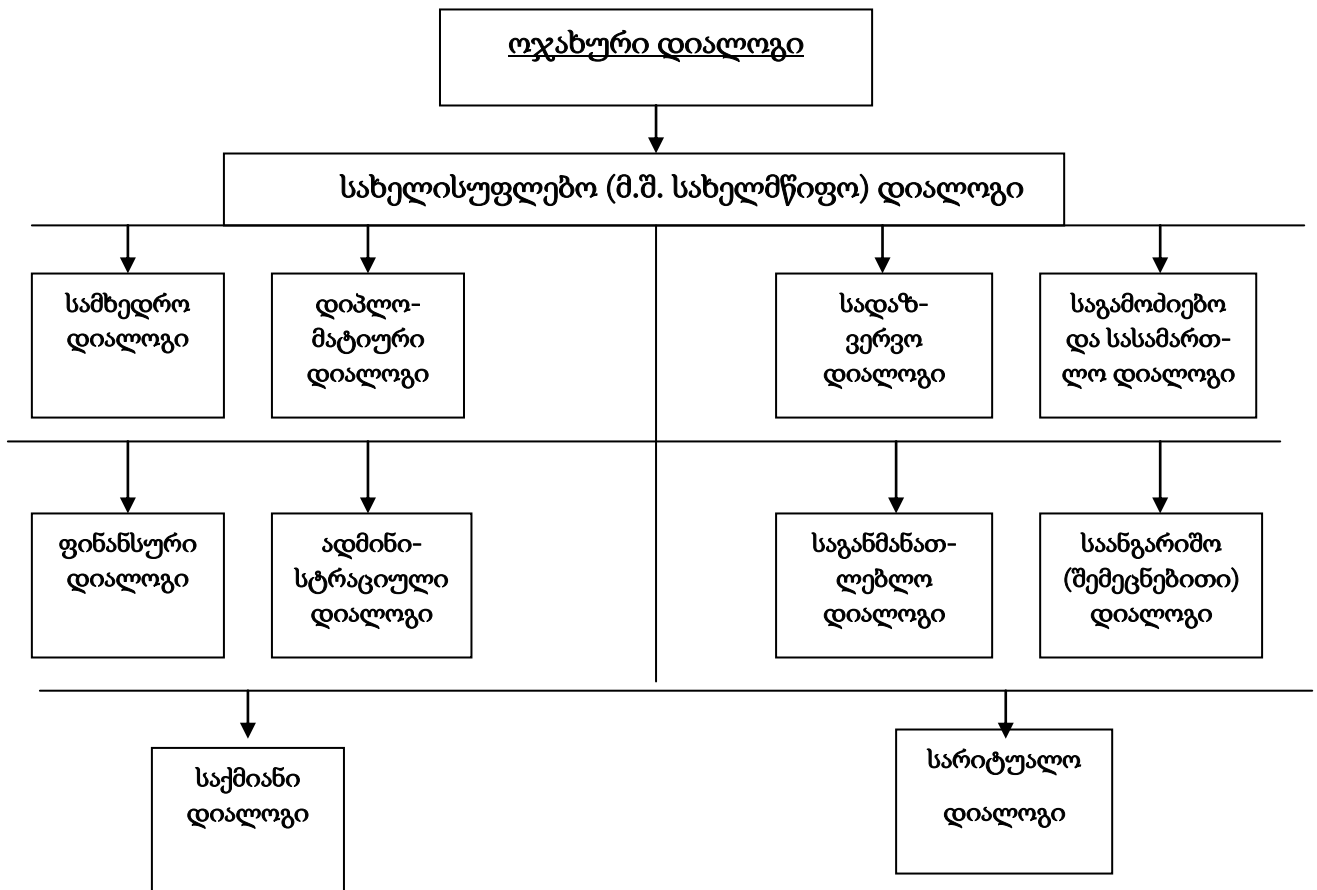 ოჯახური დიალოგი
სახელისუფლებო (მ.შ. სახელმწიფო) დიალოგი
სამხედრო
დიალოგი
დიპლო-
მატიური
დიალოგი
სადაზ-
ვერვო
დიალოგი
საგამოძიებო
და სასამართ-
ლო დიალოგი
ფინანსური
დიალოგი
ადმინი-
სტრაციული
დიალოგი
საგანმანათ-
ლებლო
დიალოგი
საანგარიშო
(შემეცნებითი)
დიალოგი
საქმიანი
დიალოგი
სარიტუალო
დიალოგი